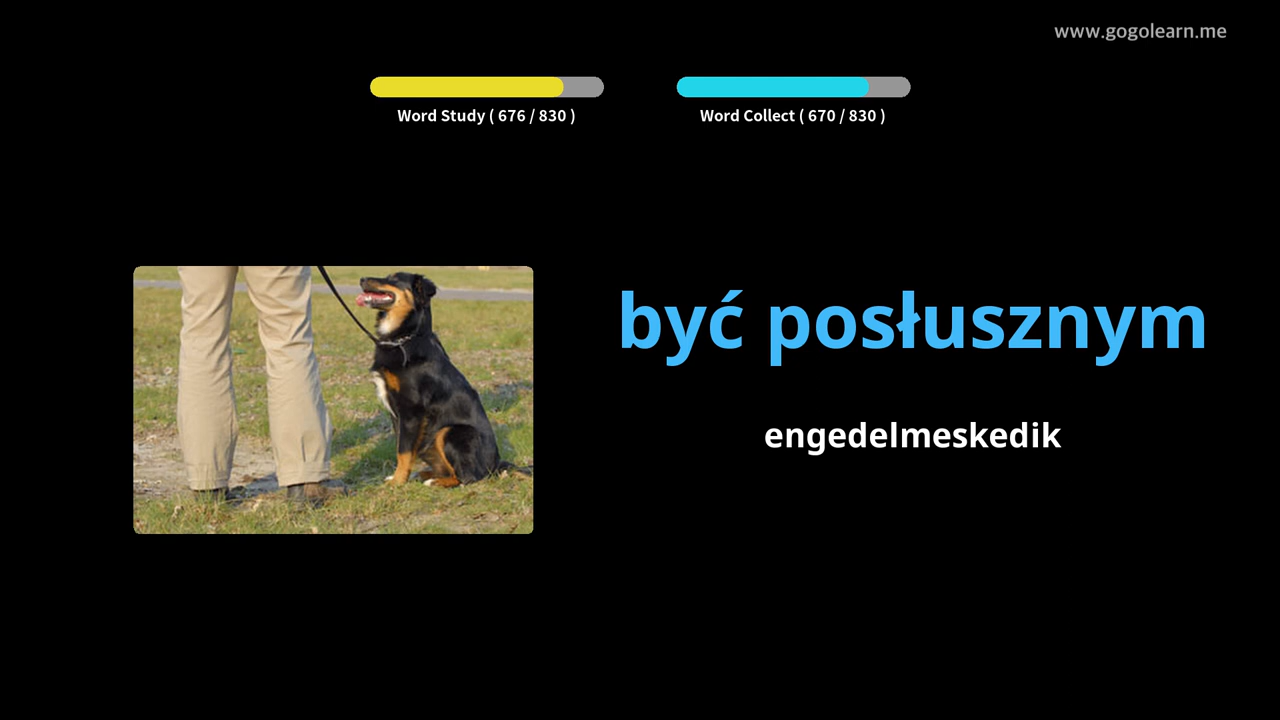 www.gogolearn.me
Word Study ( 676 / 830 )
Word Collect ( 670 / 830 )
być posłusznym
engedelmeskedik